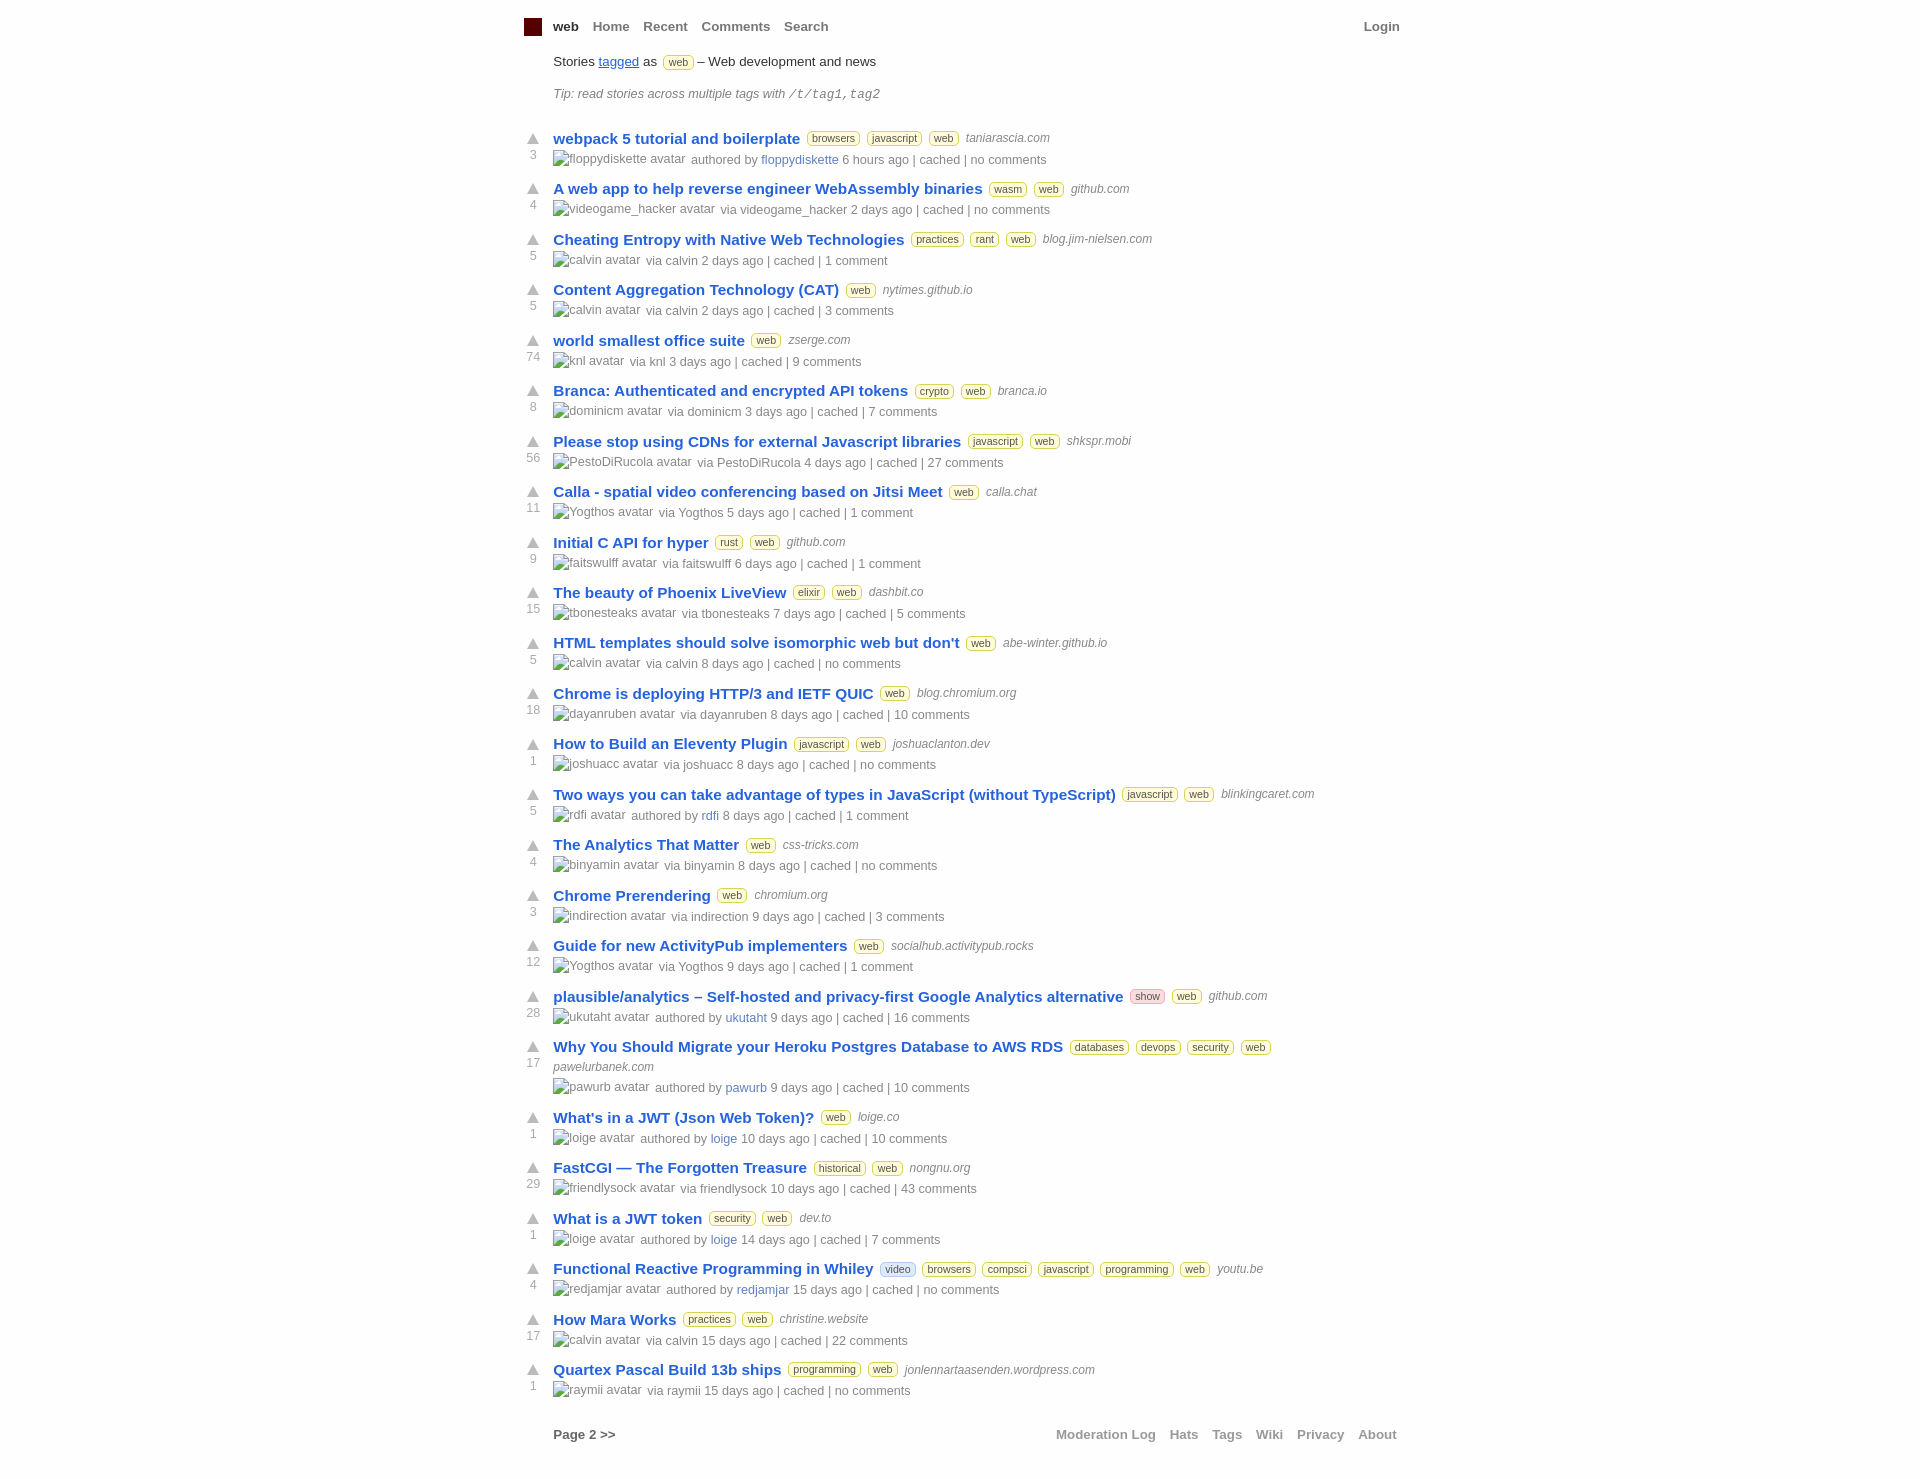 web Home Recent Comments Search Login
Stories tagged as web – Web development and news
Tip: read stories across multiple tags with /t/tag1,tag2
webpack 5 tutorial and boilerplate browsers javascript web taniarascia.com
3 floppydiskette avatar authored by floppydiskette 6 hours ago | cached | no comments
A web app to help reverse engineer WebAssembly binaries wasm web github.com
4 videogame_hacker avatar via videogame_hacker 2 days ago | cached | no comments
Cheating Entropy with Native Web Technologies practices rant web blog.jim-nielsen.com
5 calvin avatar via calvin 2 days ago | cached | 1 comment
Content Aggregation Technology (CAT) web nytimes.github.io
5 calvin avatar via calvin 2 days ago | cached | 3 comments
world smallest office suite web zserge.com
74 knl avatar via knl 3 days ago | cached | 9 comments
Branca: Authenticated and encrypted API tokens crypto web branca.io
8 dominicm avatar via dominicm 3 days ago | cached | 7 comments
Please stop using CDNs for external Javascript libraries javascript web shkspr.mobi
56 PestoDiRucola avatar via PestoDiRucola 4 days ago | cached | 27 comments
Calla - spatial video conferencing based on Jitsi Meet web calla.chat
11 Yogthos avatar via Yogthos 5 days ago | cached | 1 comment
Initial C API for hyper rust web github.com
9 faitswulff avatar via faitswulff 6 days ago | cached | 1 comment
The beauty of Phoenix LiveView elixir web dashbit.co
15 tbonesteaks avatar via tbonesteaks 7 days ago | cached | 5 comments
HTML templates should solve isomorphic web but don't web abe-winter.github.io
5 calvin avatar via calvin 8 days ago | cached | no comments
Chrome is deploying HTTP/3 and IETF QUIC web blog.chromium.org
18 dayanruben avatar via dayanruben 8 days ago | cached | 10 comments
How to Build an Eleventy Plugin javascript web joshuaclanton.dev
1 joshuacc avatar via joshuacc 8 days ago | cached | no comments
Two ways you can take advantage of types in JavaScript (without TypeScript) javascript web blinkingcaret.com
5 rdfi avatar authored by rdfi 8 days ago | cached | 1 comment
The Analytics That Matter web css-tricks.com
4 binyamin avatar via binyamin 8 days ago | cached | no comments
Chrome Prerendering web chromium.org
3 indirection avatar via indirection 9 days ago | cached | 3 comments
Guide for new ActivityPub implementers web socialhub.activitypub.rocks
12 Yogthos avatar via Yogthos 9 days ago | cached | 1 comment
plausible/analytics – Self-hosted and privacy-first Google Analytics alternative show web github.com
28 ukutaht avatar authored by ukutaht 9 days ago | cached | 16 comments
Why You Should Migrate your Heroku Postgres Database to AWS RDS databases devops security web
17 pawelurbanek.com
pawurb avatar authored by pawurb 9 days ago | cached | 10 comments
What's in a JWT (Json Web Token)? web loige.co
1 loige avatar authored by loige 10 days ago | cached | 10 comments
FastCGI — The Forgotten Treasure historical web nongnu.org
29 friendlysock avatar via friendlysock 10 days ago | cached | 43 comments
What is a JWT token security web dev.to
1 loige avatar authored by loige 14 days ago | cached | 7 comments
Functional Reactive Programming in Whiley video browsers compsci javascript programming web youtu.be
4 redjamjar avatar authored by redjamjar 15 days ago | cached | no comments
How Mara Works practices web christine.website
17 calvin avatar via calvin 15 days ago | cached | 22 comments
Quartex Pascal Build 13b ships programming web jonlennartaasenden.wordpress.com
1 raymii avatar via raymii 15 days ago | cached | no comments
Page 2 >> Moderation Log Hats Tags Wiki Privacy About